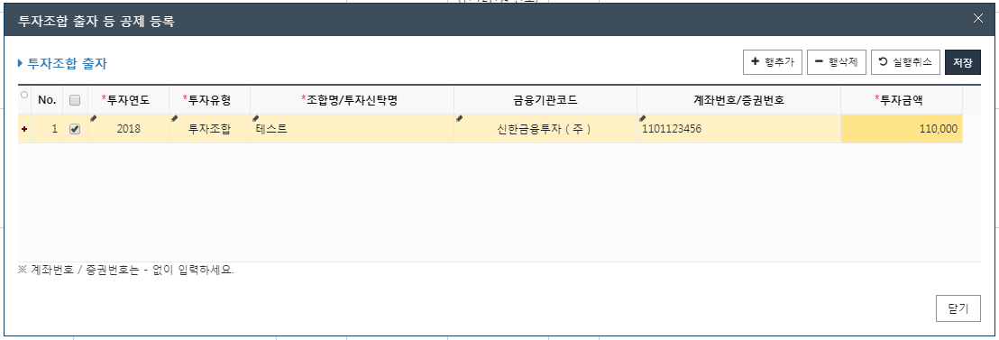 투자조합 출자 등 공제 등록
투자조합 출자
행추가 행삭제 실행취소 저장
No. *투자연도 *투자유형 *조합명/투자신탁명 금융기관코드 계좌번호/증권번호 *투자금액
1 2018 투자조합 테스트 신한금융투자 ( 주 ) 1101123456 110,000
※ 계좌번호 / 증권번호는 - 없이 입력하세요.
닫기